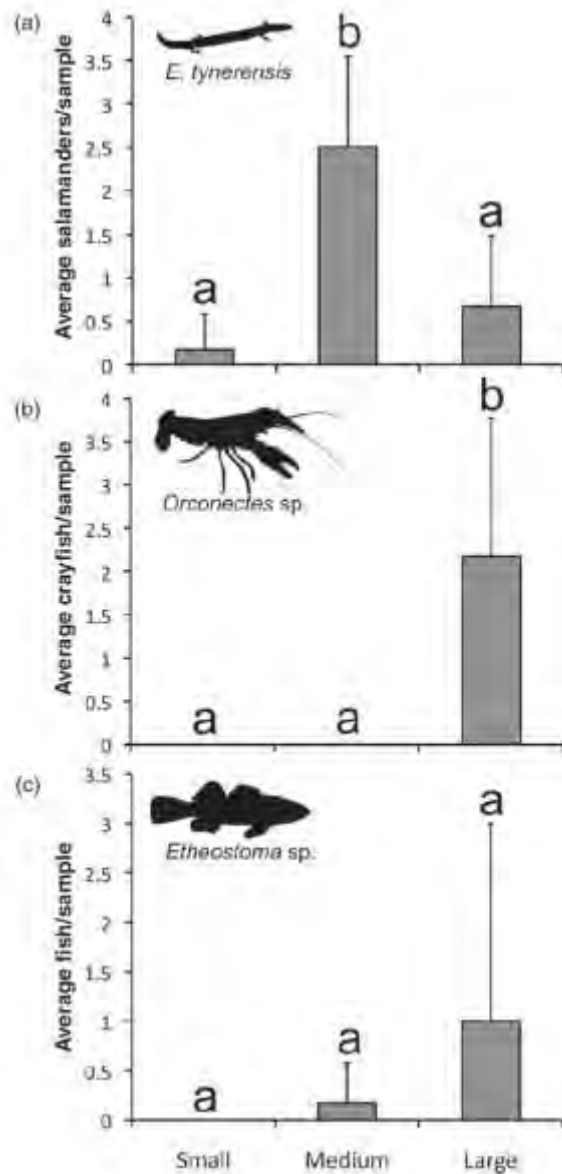 (a)
Average salamanders/sample
4
3.5
3
2.5
2
1.5
1
0.5
0
E. tynerensis
a
b
a
(b)
Average crayfish/sample
4
3.5
3
2.5
2
1.5
1
0.5
0
Orconectes sp.
a
a
b
(c)
Average fish/sample
3.5
3
2.5
2
1.5
1
0.5
0
Etheostoma sp.
a
a
a
Small Medium Large